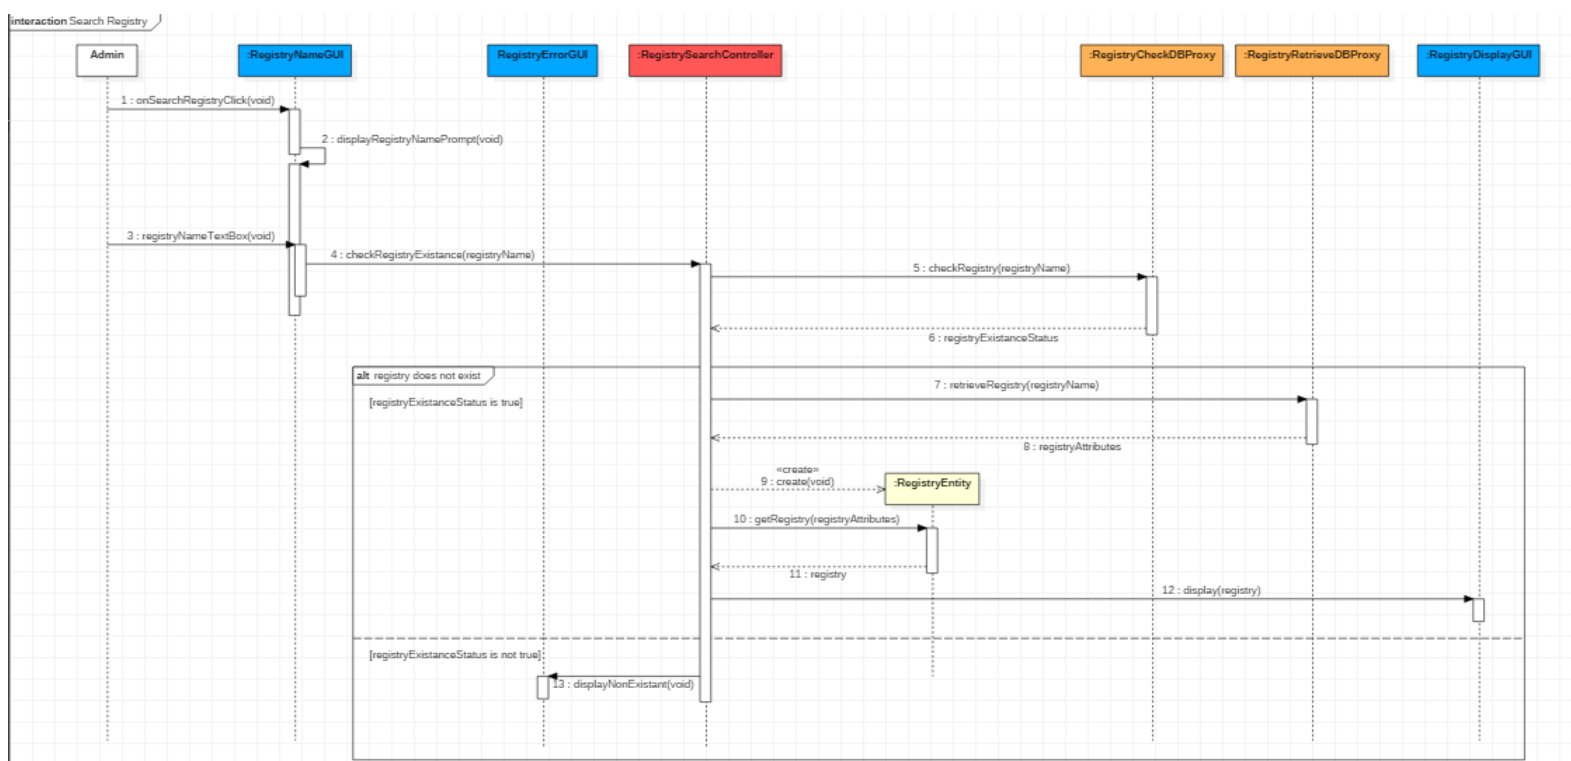 interaction Search Registry
Admin
:RegistryNameGUI
RegistryErrorGUI
:RegistrySearchController
:RegistryCheckDBProxy
:RegistryRetrieveDBProxy
:RegistryDisplayGUI
1 : onSearchRegistryClick(void)
2 : displayRegistryNamePrompt(void)
3 : registryNameTextBox(void)
4 : checkRegistryExistance(registryName)
5 : checkRegistry(registryName)
6 : registryExistanceStatus
alt registry does not exist
7 : retrieveRegistry(registryName)
[registryExistanceStatus is true]
8 : registryAttributes
«create»
9 : create(void)
:RegistryEntity
10 : getRegistry(registryAttributes)
11 : registry
12 : display(registry)
[registryExistanceStatus is not true]
13 : displayNonExistant(void)